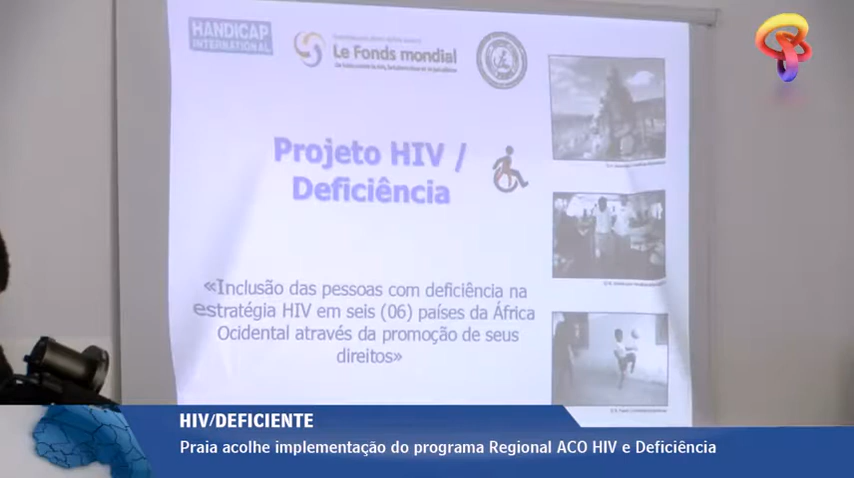 HANDICAP
INTERNATIONAL
Le Fonds mondial
Projeto HIV /
Deficiência
«Inclusão das pessoas com deficiência na
estratégia HIV em seis (06) países da África
Ocidental através da promoção de seus
direitos»
HIV/DEFICIENTE
Praia acolhe implementação do programa Regional ACO HIV e Deficiência